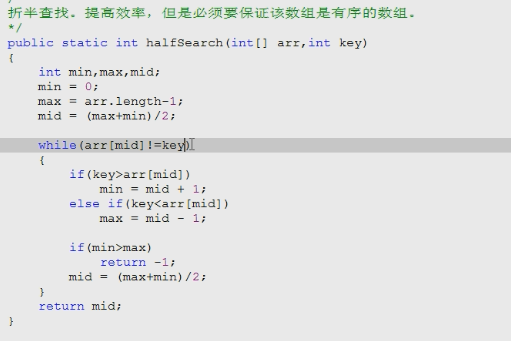 折半查找。提高效率，但是必须要保证该数组是有序的数组。
*/
public static int halfSearch(int[] arr,int key)
{
    int min,max,mid;
    min = 0;
    max = arr.length-1;
    mid = (max+min)/2;

    while(arr[mid]!=key)
    {
        if(key>arr[mid])
            min = mid + 1;
        else if(key<arr[mid])
            max = mid - 1;

        if(min>max)
            return -1;
        mid = (max+min)/2;
    }
    return mid;
}